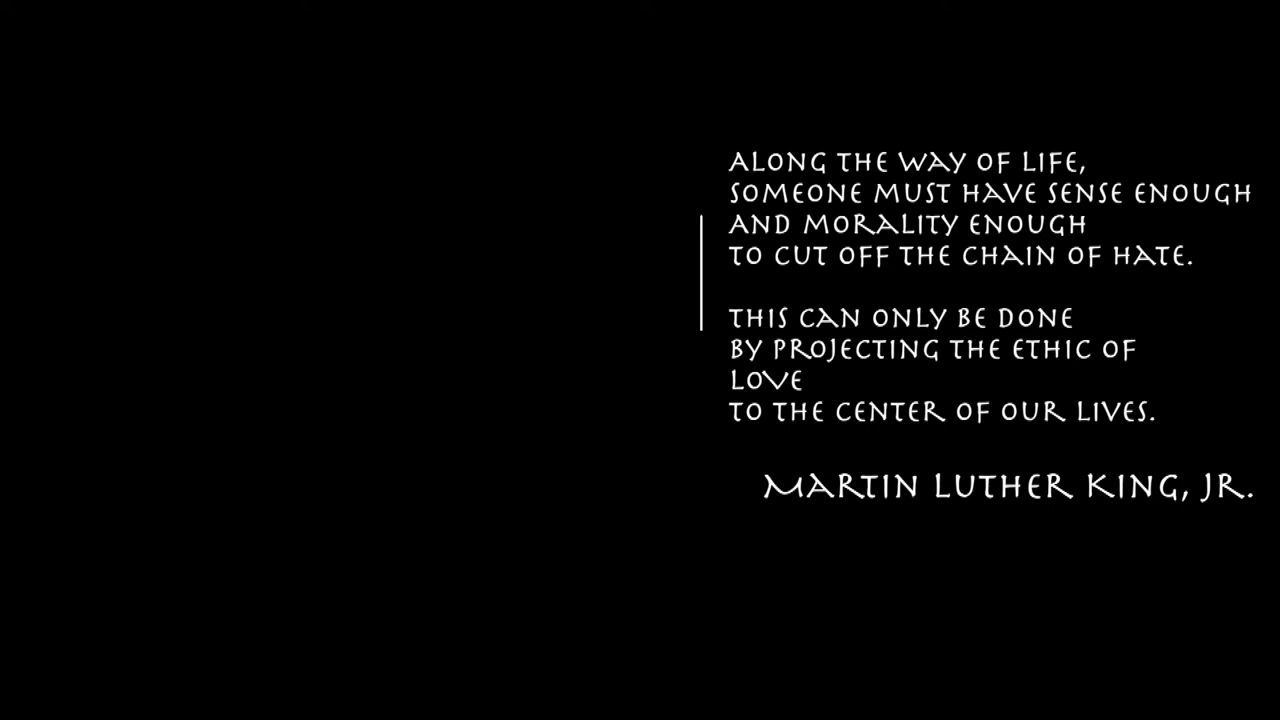 ALONG THE WAY OF LIFE,
SOMEONE MUST HAVE SENSE ENOUGH
AND MORALITY ENOUGH
TO CUT OFF THE CHAIN OF HATE.
THIS CAN ONLY BE DONE
BY PROJECTING THE ETHIC OF
LOVE
TO THE CENTER OF OUR LIVES.
MARTIN LUTHER KING, JR.